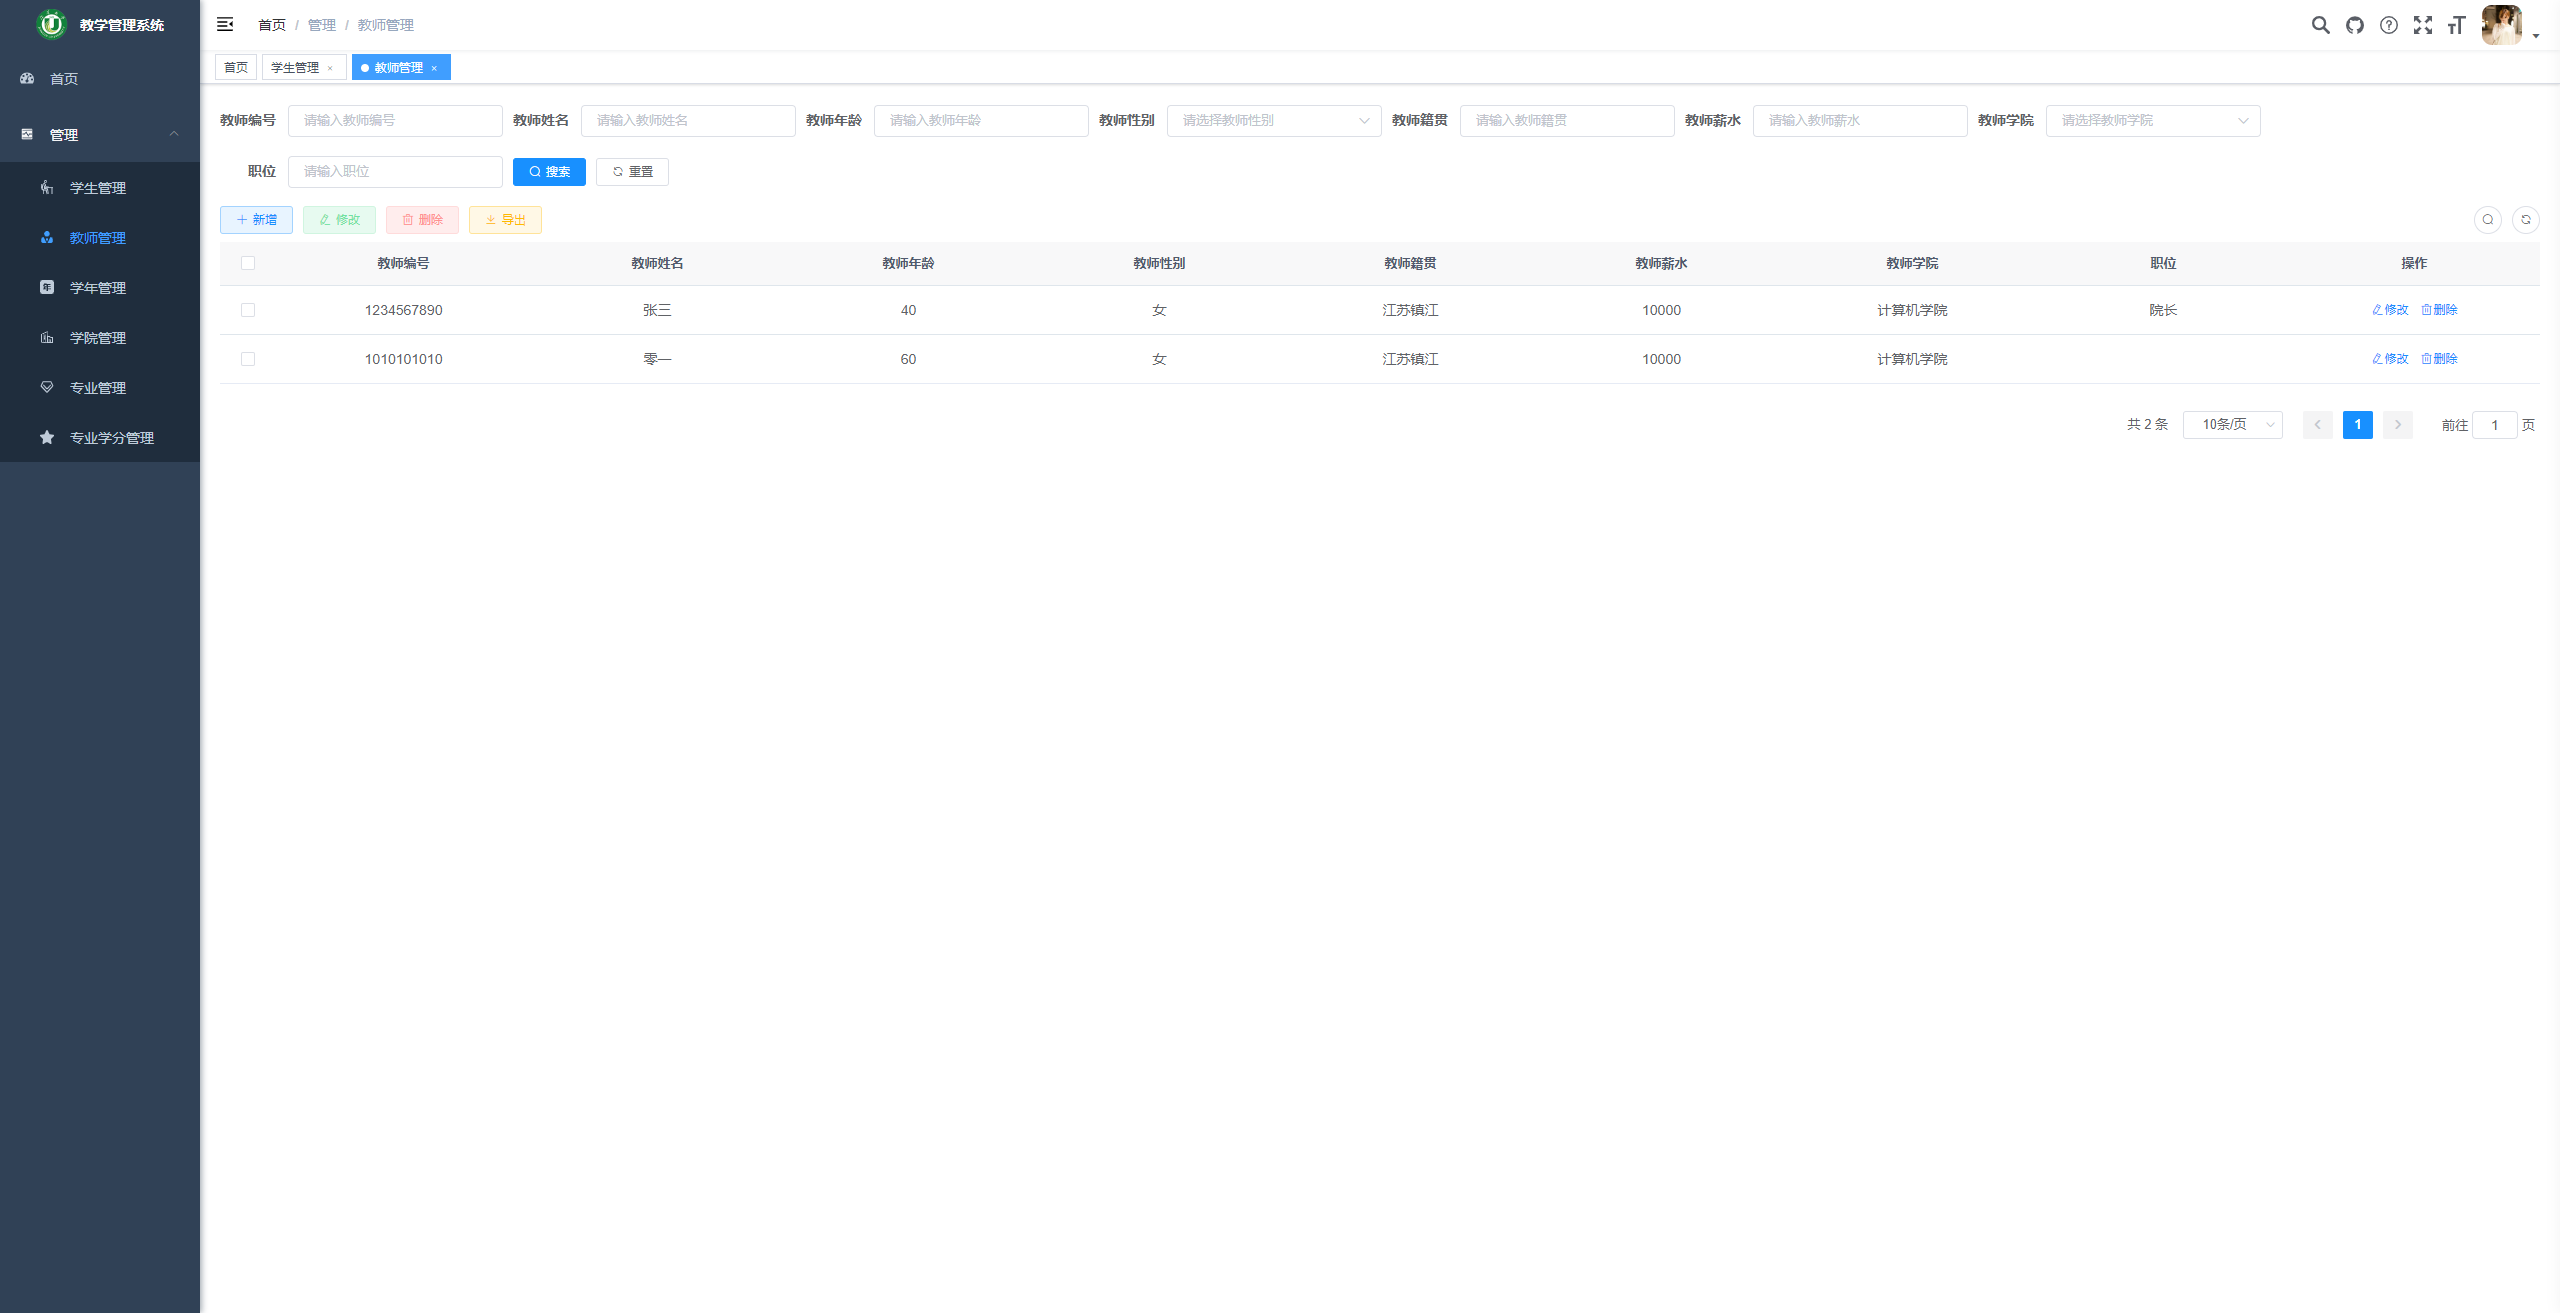 教学管理系统
首页 / 管理 / 教师管理
首页
管理
学生管理
教师管理
学年管理
学院管理
专业管理
专业学分管理
首页 学生管理 × 教师管理 ×
教师编号 请输入教师编号 教师姓名 请输入教师姓名 教师年龄 请输入教师年龄 教师性别 请选择教师性别 教师籍贯 请输入教师籍贯 教师薪水 请输入教师薪水 教师学院 请选择教师学院
职位 请输入职位 搜索 重置
新增 修改 删除 导出
教师编号 教师姓名 教师年龄 教师性别 教师籍贯 教师薪水 教师学院 职位 操作
1234567890 张三 40 女 江苏镇江 10000 计算机学院 院长 修改 删除
1010101010 零一 60 女 江苏镇江 10000 计算机学院 修改 删除
共 2 条 10条/页 1 前往 1 页